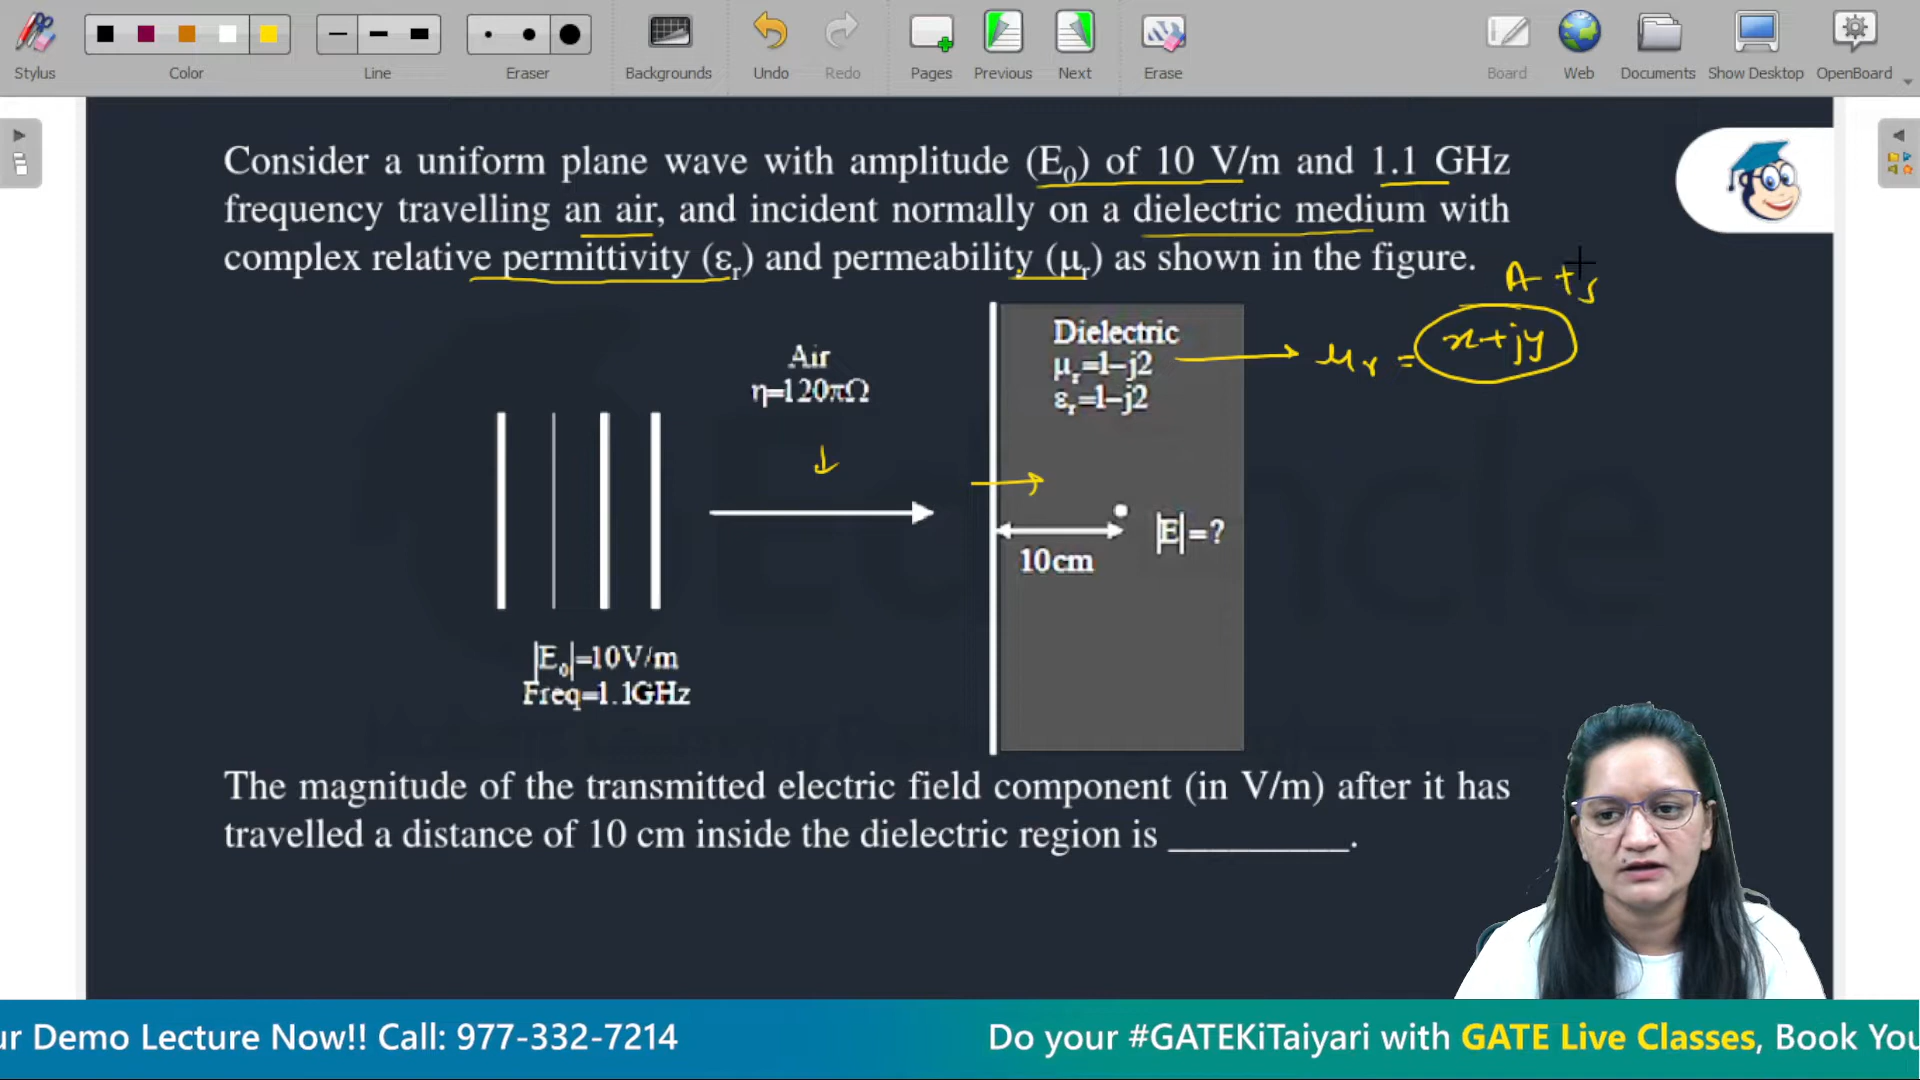 Stylus
Color
Line
Eraser
Backgrounds
Undo
Redo
Pages
Previous
Next
Erase
Board
Web
Documents
Show Desktop
OpenBoard
Consider a uniform plane wave with amplitude (E₀) of 10 V/m and 1.1 GHz
frequency travelling an air, and incident normally on a dielectric medium with
complex relative permittivity (εᵣ) and permeability (μᵣ) as shown in the figure.
A +j
Dielectric
μᵣ=1−j2
εᵣ=1−j2
μᵣ = x+jy
Air
η=120πΩ
|E|=?
10cm
|E₀|=10V/m
Freq=1.1GHz
The magnitude of the transmitted electric field component (in V/m) after it has
travelled a distance of 10 cm inside the dielectric region is _________.
ur Demo Lecture Now!! Call: 977-332-7214
Do your #GATEKiTaiyari with GATE Live Classes, Book You